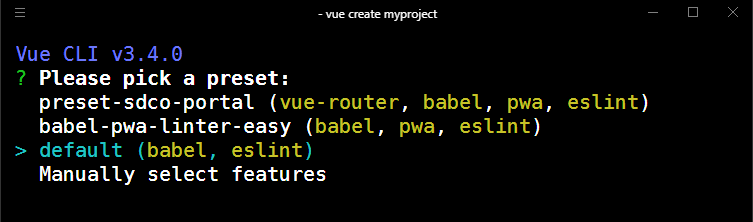 - vue create myproject
Vue CLI v3.4.0
? Please pick a preset:
preset-sdco-portal (vue-router, babel, pwa, eslint)
babel-pwa-linter-easy (babel, pwa, eslint)
> default (babel, eslint)
Manually select features